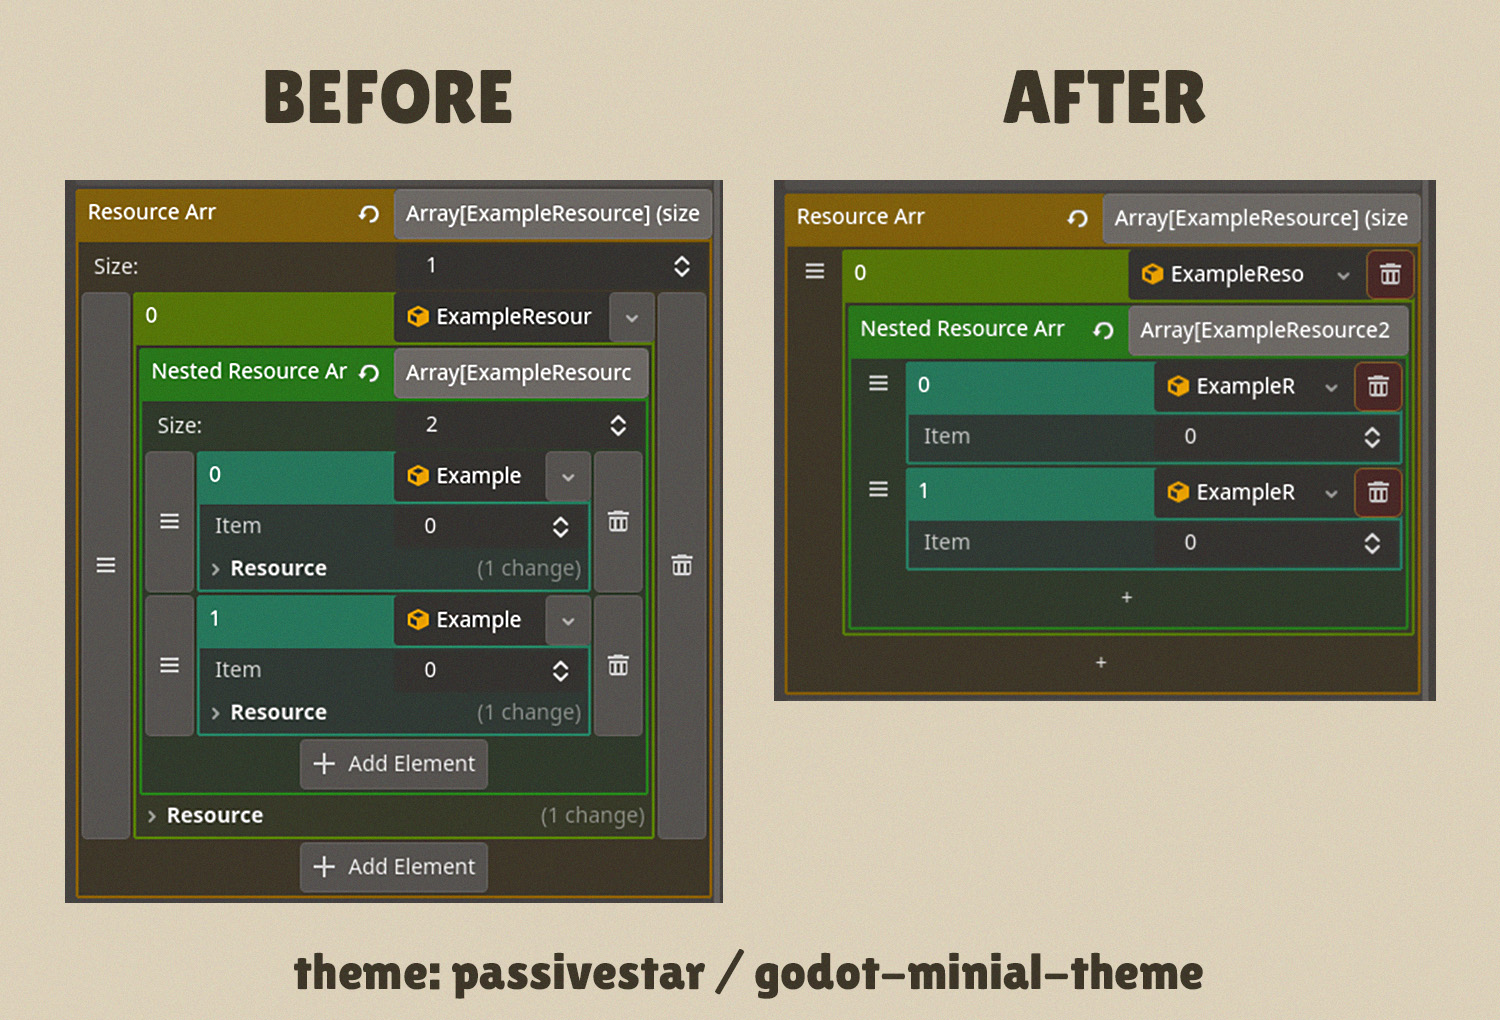 BEFORE
AFTER
Resource Arr
Array[ExampleResource] (size
Size:
1
0
ExampleResour
Nested Resource Ar
Array[ExampleResourc
Size:
2
0
Example
Item
0
Resource
(1 change)
1
Example
Item
0
Resource
(1 change)
+ Add Element
Resource
(1 change)
+ Add Element
Resource Arr
Array[ExampleResource] (size
0
ExampleReso
Nested Resource Arr
Array[ExampleResource2
0
ExampleR
Item
0
1
ExampleR
Item
0
+
+
theme: passivestar / godot-minial-theme